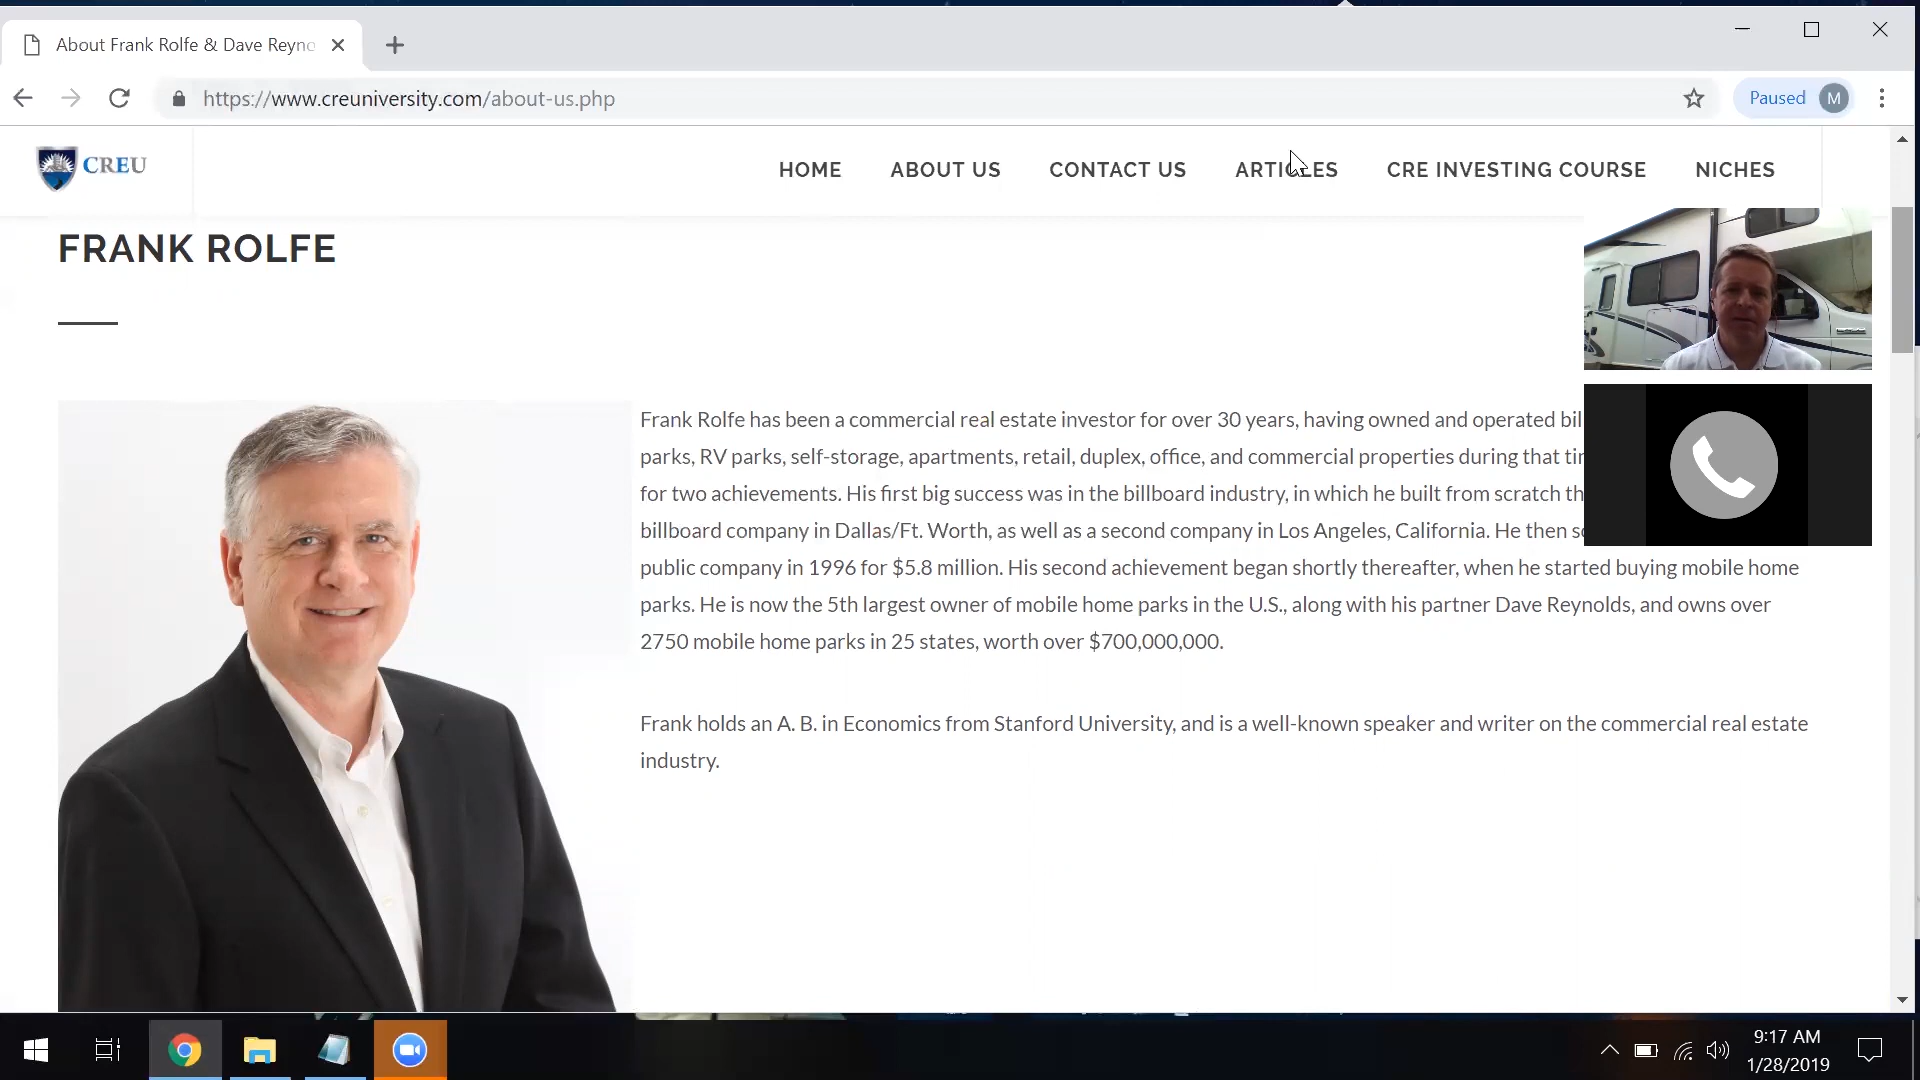 About Frank Rolfe & Dave Reyno
https://www.creuniversity.com/about-us.php
Paused M
CREU
HOME ABOUT US CONTACT US ARTICLES CRE INVESTING COURSE NICHES
FRANK ROLFE
Frank Rolfe has been a commercial real estate investor for over 30 years, having owned and operated bil
parks, RV parks, self-storage, apartments, retail, duplex, office, and commercial properties during that tir
for two achievements. His first big success was in the billboard industry, in which he built from scratch th
billboard company in Dallas/Ft. Worth, as well as a second company in Los Angeles, California. He then
public company in 1996 for $5.8 million. His second achievement began shortly thereafter, when he started buying mobile home
parks. He is now the 5th largest owner of mobile home parks in the U.S., along with his partner Dave Reynolds, and owns over
2750 mobile home parks in 25 states, worth over $700,000,000.
Frank holds an A. B. in Economics from Stanford University, and is a well-known speaker and writer on the commercial real estate
industry.
9:17 AM
1/28/2019